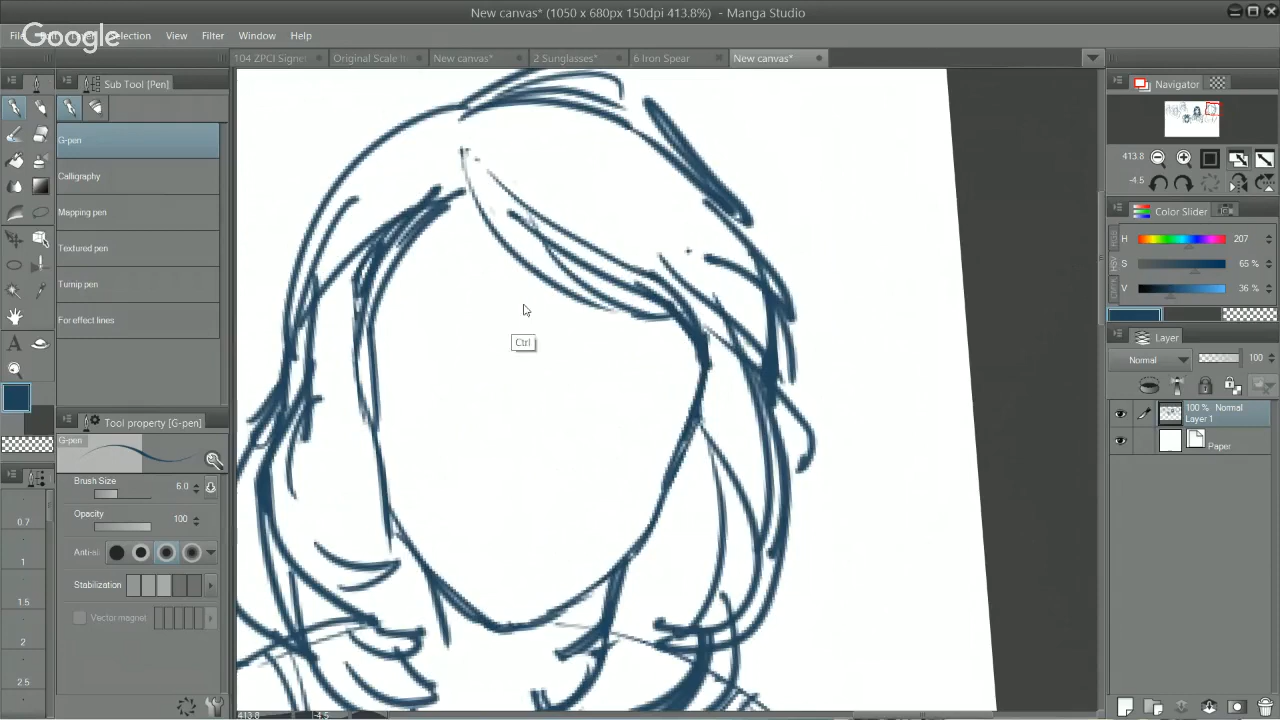 New canvas* (1050 x 680px 150dpi 413.8%) - Manga Studio
Google
File Selection View Filter Window Help
104 ZPCI Signe Original Scale New canvas* 2 Sunglasses* 6 Iron Spear New canvas*
Sub Tool [Pen]
G-pen
Calligraphy
Mapping pen
Textured pen
Turnip pen
For effect lines
Tool property [G-pen]
G-pen
Brush Size 6.0
Opacity 100
Anti-ali
Stabilization
Vector magnet
0.7
1
1.5
2
2.5
413.8 -4.5
Ctrl
Navigator
413.8
-4.5
Color Slider
RGB
HSV
CMYK
H 207
S 65 %
V 36 %
Layer
Normal 100
100 % Normal
Layer 1
Paper